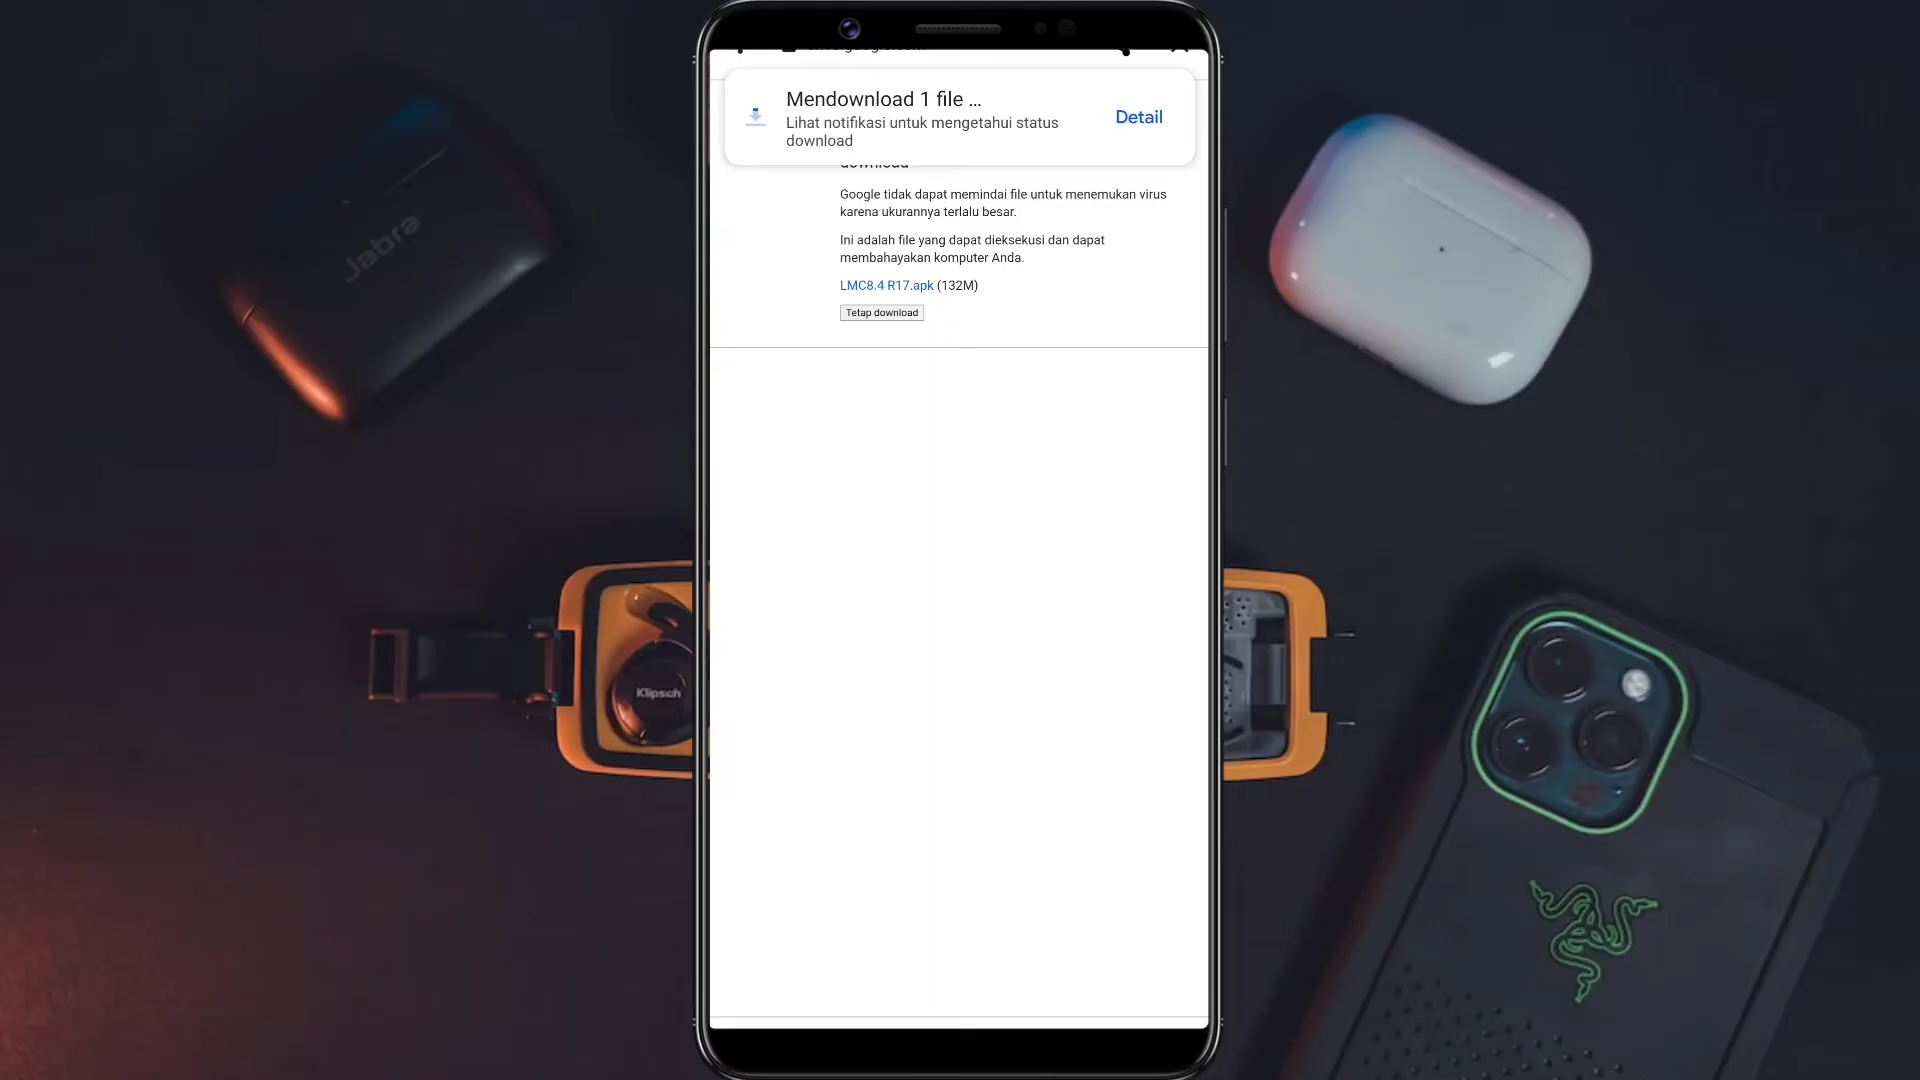 Mendownload 1 file ...
Detail
Lihat notifikasi untuk mengetahui status
download
download
Google tidak dapat memindai file untuk menemukan virus
karena ukurannya terlalu besar.
Ini adalah file yang dapat dieksekusi dan dapat
membahayakan komputer Anda.
LMC8.4 R17.apk (132M)
Tetap download
Jabra
Klipsch